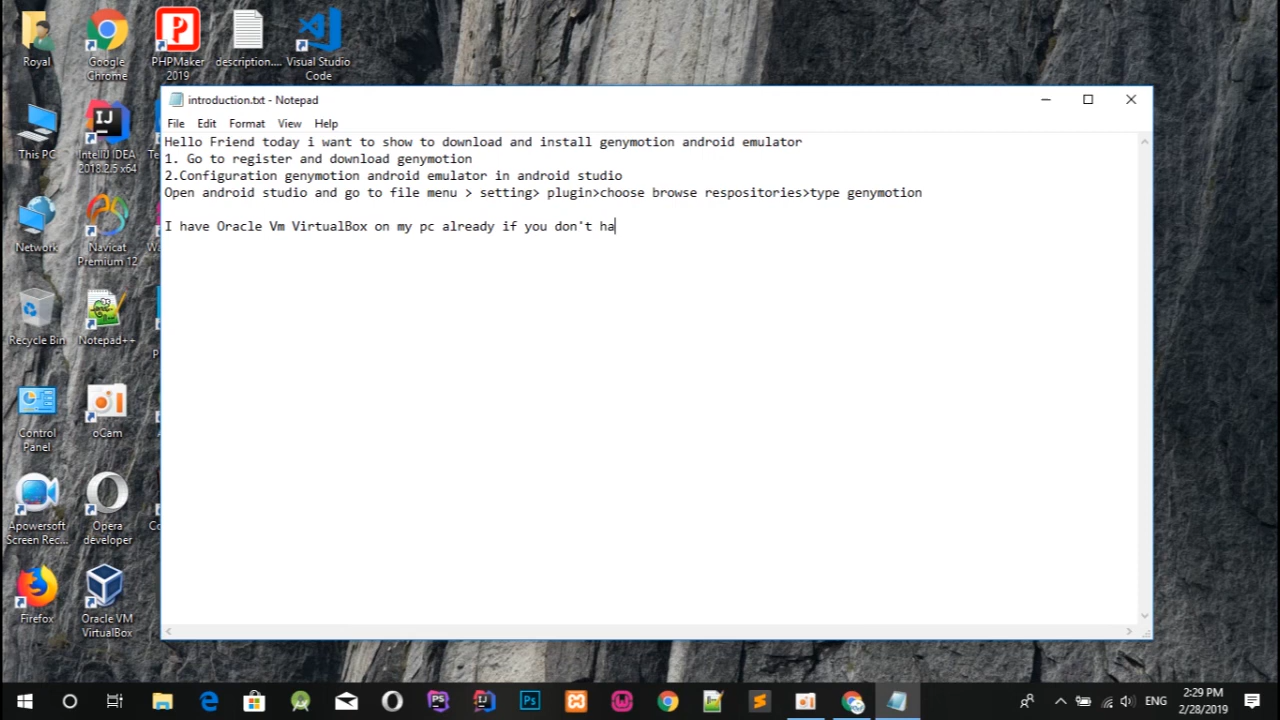 Royal
Google Chrome
PHPMaker 2019
description....
Visual Studio Code
introduction.txt - Notepad
File Edit Format View Help
Hello Friend today i want to show to download and install genymotion android emulator
1. Go to register and download genymotion
2.Configuration genymotion android emulator in android studio
Open android studio and go to file menu > setting> plugin>choose browse respositories>type genymotion
I have Oracle Vm VirtualBox on my pc already if you don't ha
This PC
IntelliJ IDEA 2018.2.5 x64
Network
Navicat Premium 12
Recycle Bin
Notepad++
Control Panel
oCam
Apowersoft Screen Rec...
Opera developer
Firefox
Oracle VM VirtualBox
ENG
2:29 PM
2/28/2019